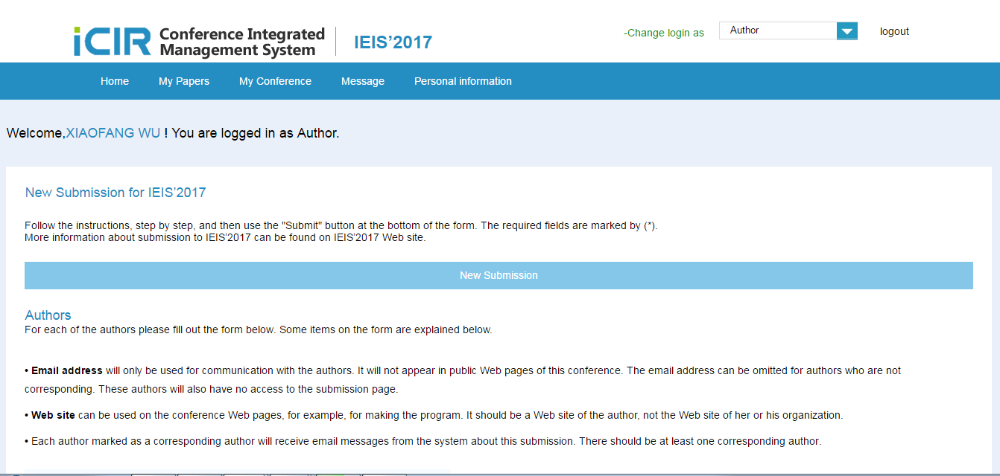 iCIR Conference Integrated
Management System
IEIS'2017
-Change login as
Author
logout
Home My Papers My Conference Message Personal information
Welcome,XIAOFANG WU ! You are logged in as Author.
New Submission for IEIS'2017
Follow the instructions, step by step, and then use the "Submit" button at the bottom of the form. The required fields are marked by (*).
More information about submission to IEIS'2017 can be found on IEIS'2017 Web site.
New Submission
Authors
For each of the authors please fill out the form below. Some items on the form are explained below.
• Email address will only be used for communication with the authors. It will not appear in public Web pages of this conference. The email address can be omitted for authors who are not
corresponding. These authors will also have no access to the submission page.
• Web site can be used on the conference Web pages, for example, for making the program. It should be a Web site of the author, not the Web site of her or his organization.
• Each author marked as a corresponding author will receive email messages from the system about this submission. There should be at least one corresponding author.